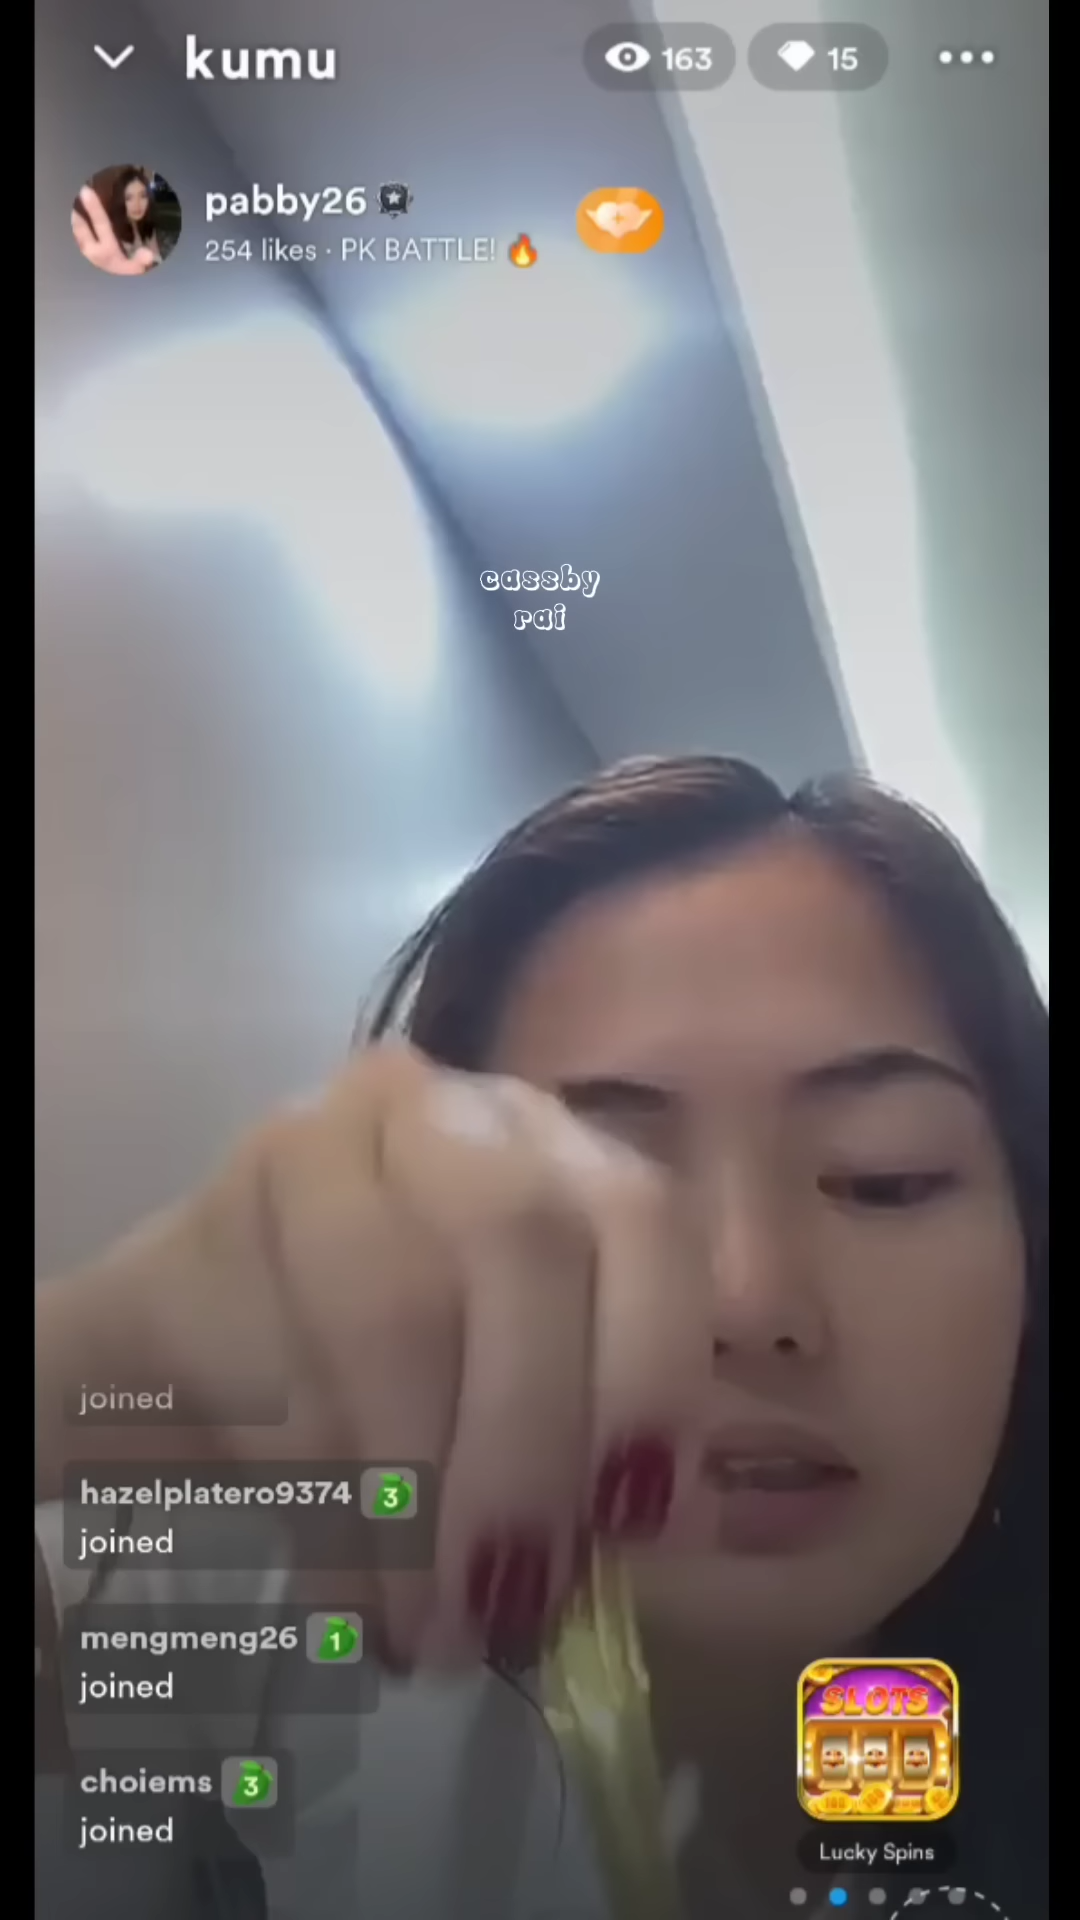 kumu
163
15
pabby26
254 likes · PK BATTLE! 🔥
cassby
rai
joined
hazelplatero9374 3
joined
mengmeng26 1
joined
choiems 3
joined
SLOTS
Lucky Spins